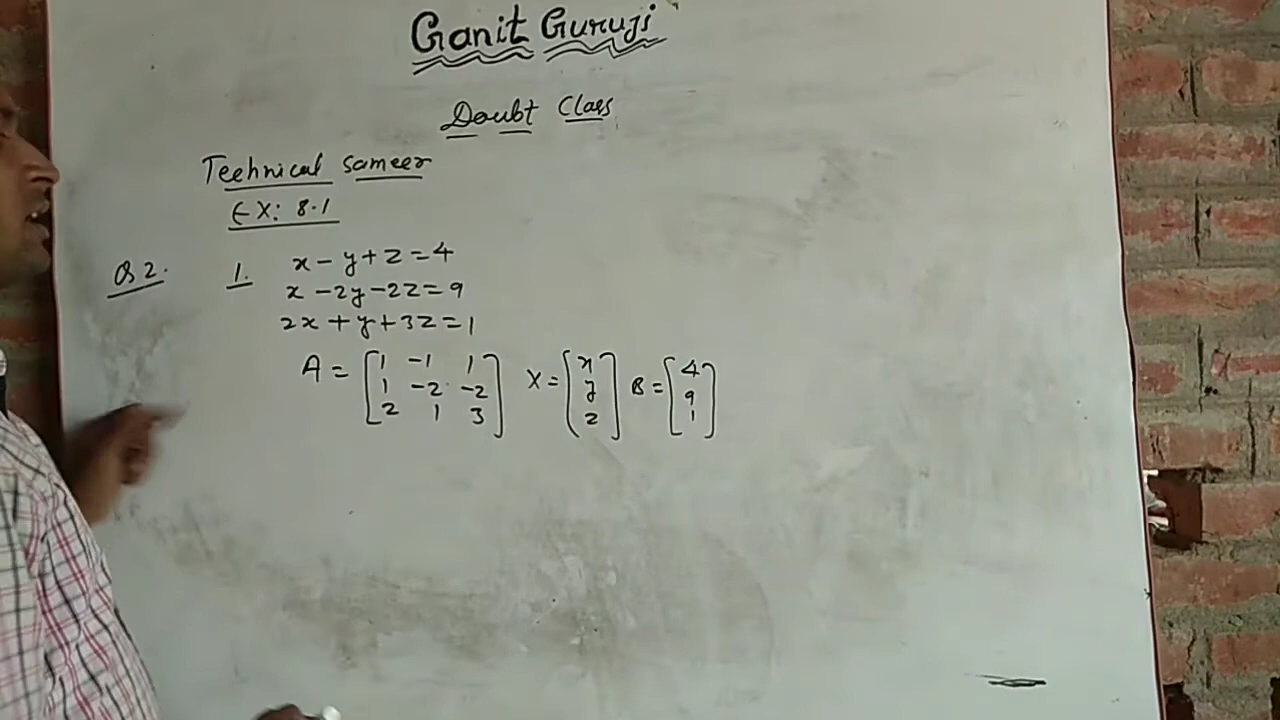 Ganit Guruji
Doubt Class
Technical Sameer
EX: 8.1
Q 2. 1. x - y + z = 4
x - 2y - 2z = 9
2x + y + 3z = 1
A = [1 -1 1 X = [x B = [4
1 -2 -2 y 9
2 1 3] z] 1]